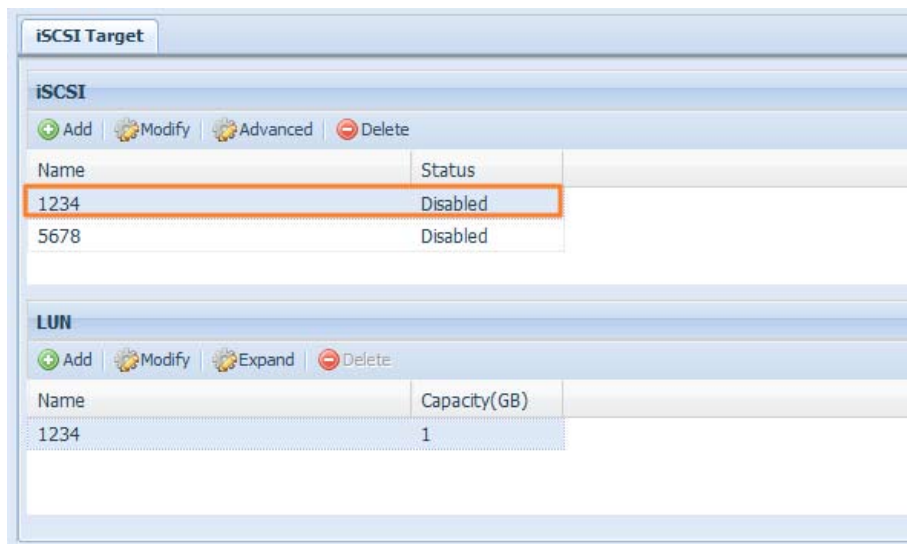 iSCSI Target
iSCSI
Add Modify Advanced Delete
Name Status
1234 Disabled
5678 Disabled
LUN
Add Modify Expand Delete
Name Capacity(GB)
1234 1